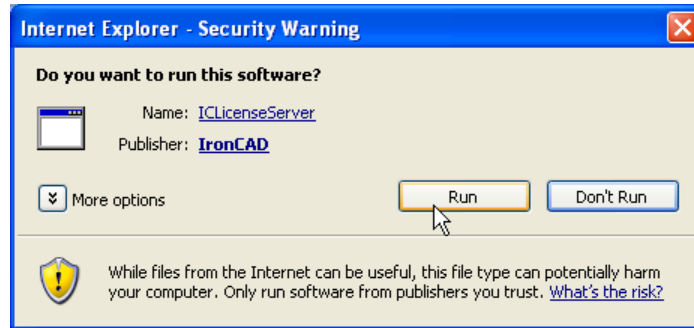 Internet Explorer - Security Warning
Do you want to run this software?
Name: ICLicenseServer
Publisher: IronCAD
More options
Run
Don't Run
While files from the Internet can be useful, this file type can potentially harm
your computer. Only run software from publishers you trust. What's the risk?